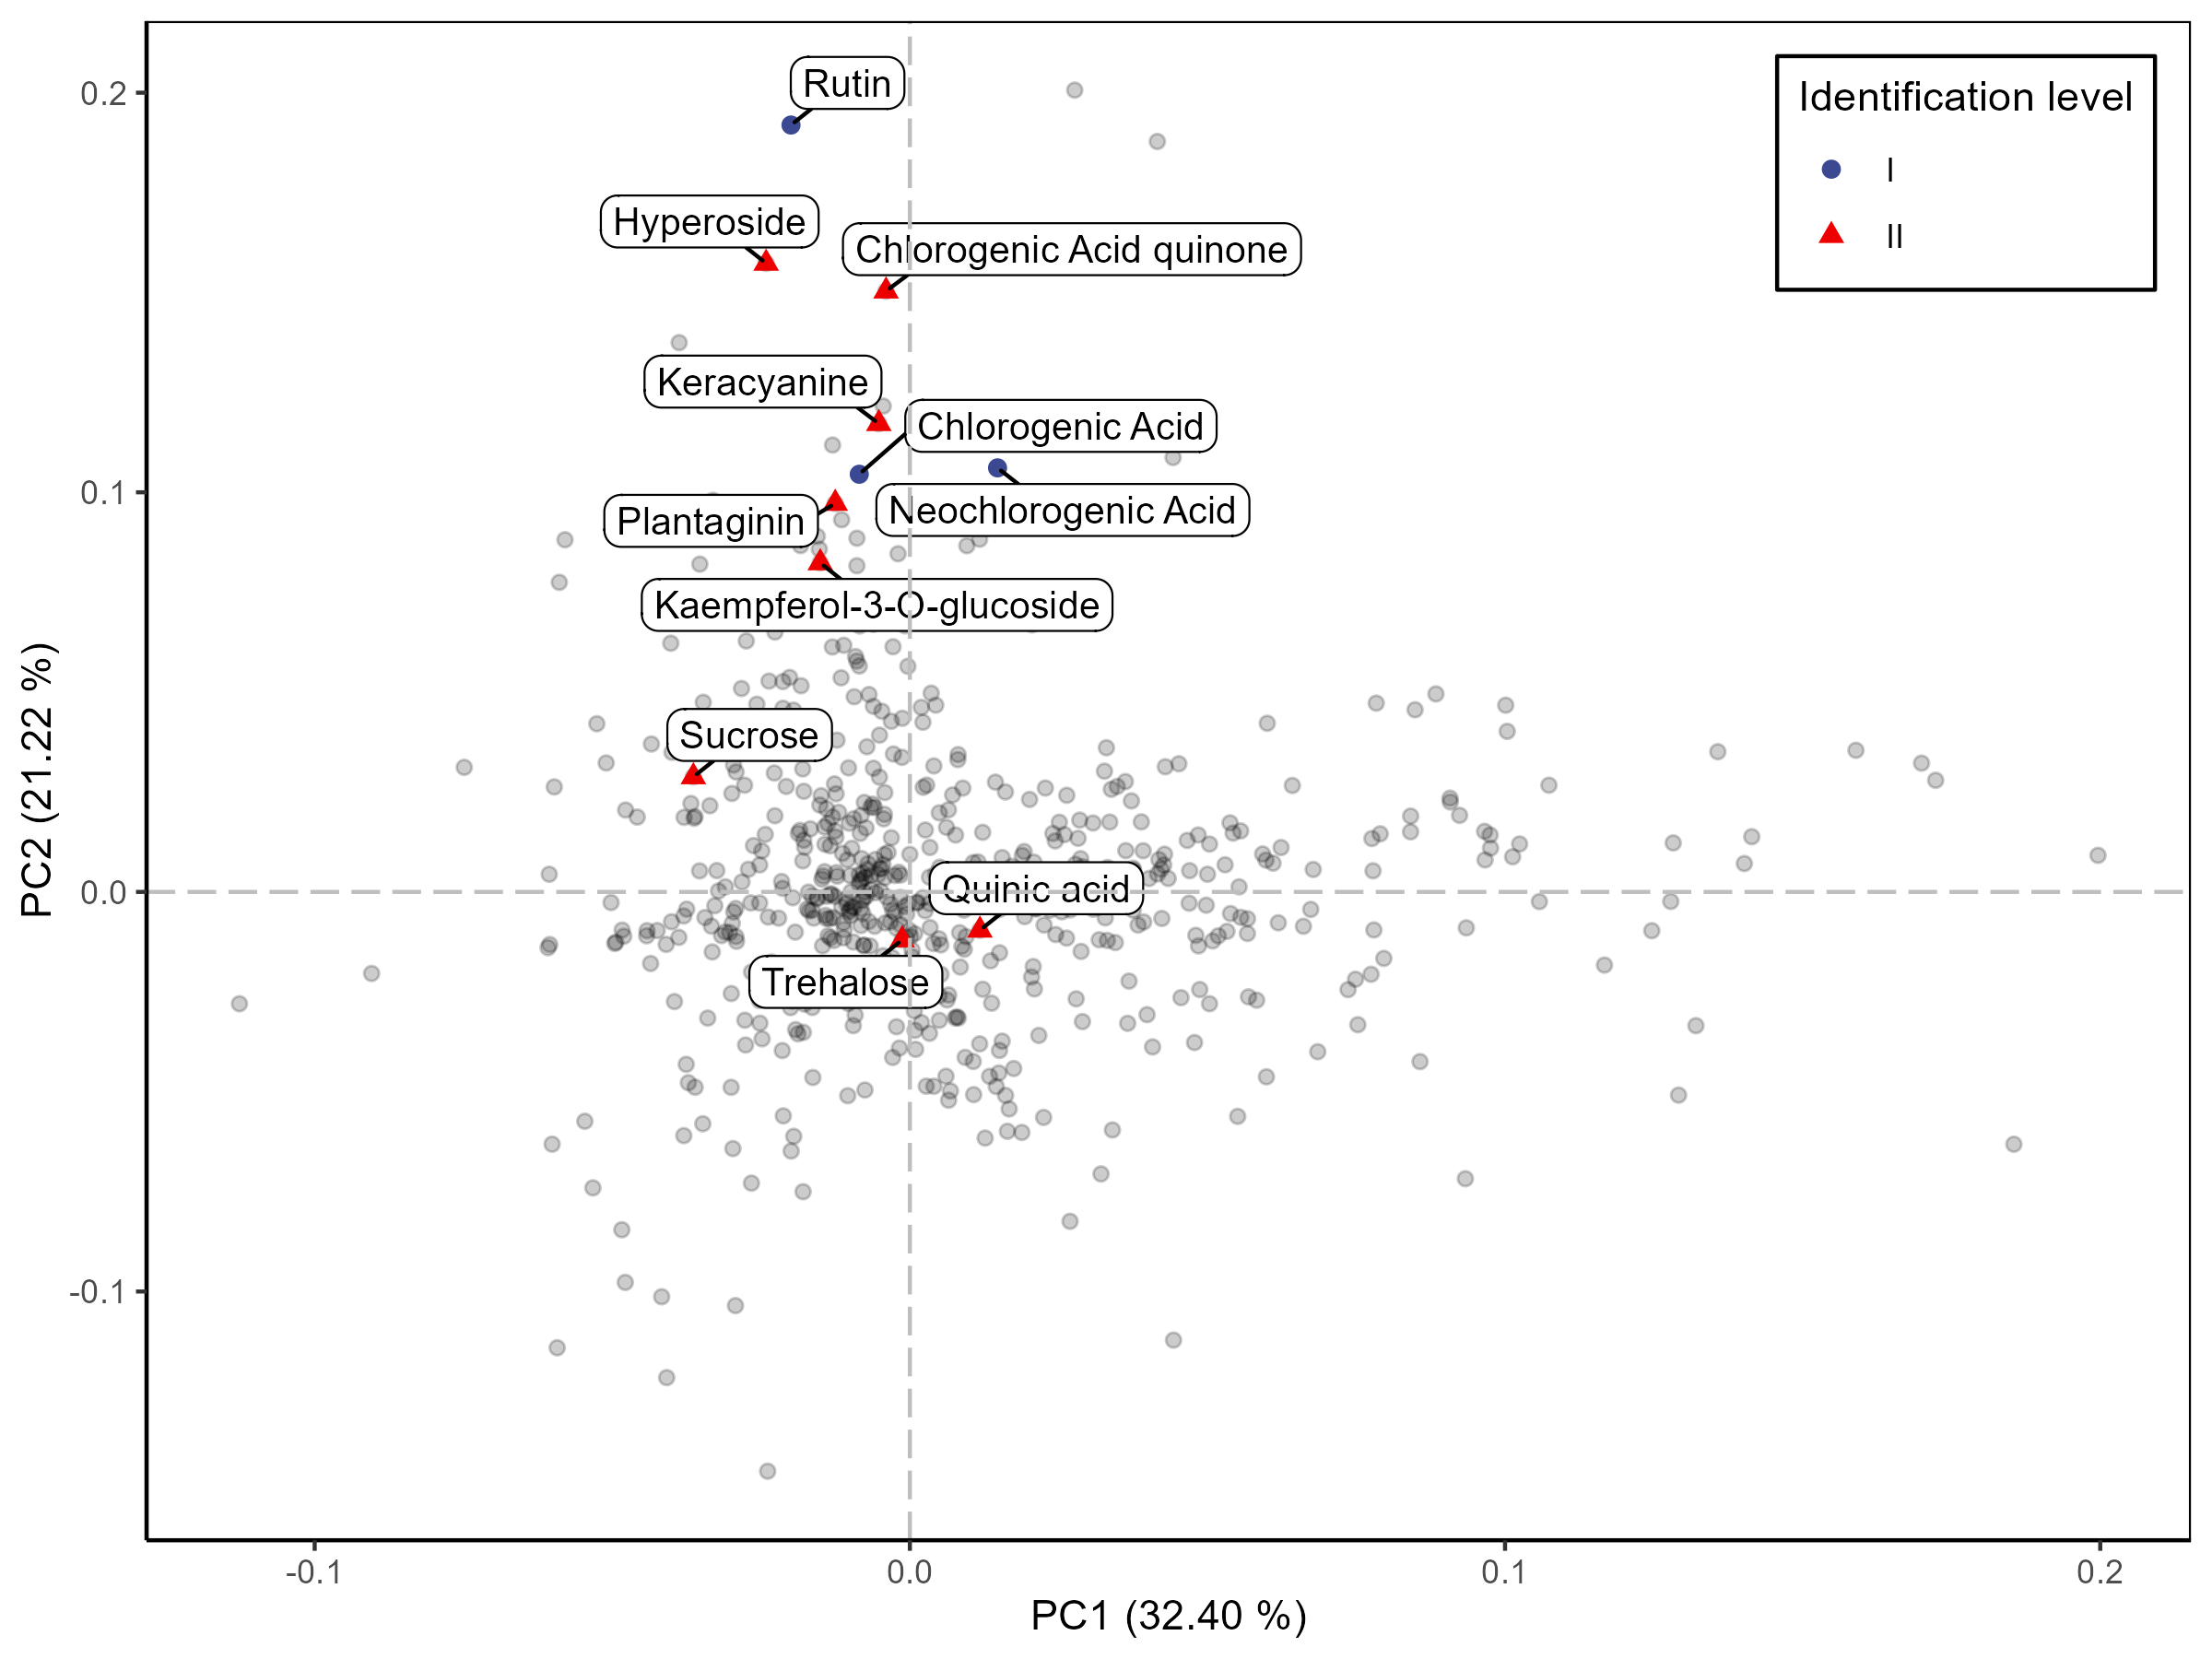 Rutin
Identification level
I
II
Hyperoside
Chlorogenic Acid quinone
Keracyanine
Chlorogenic Acid
Neochlorogenic Acid
Plantaginin
Kaempferol-3-O-glucoside
Sucrose
Quinic acid
Trehalose
0.2
0.1
0.0
-0.1
PC2 (21.22 %)
-0.1
0.0
0.1
0.2
PC1 (32.40 %)